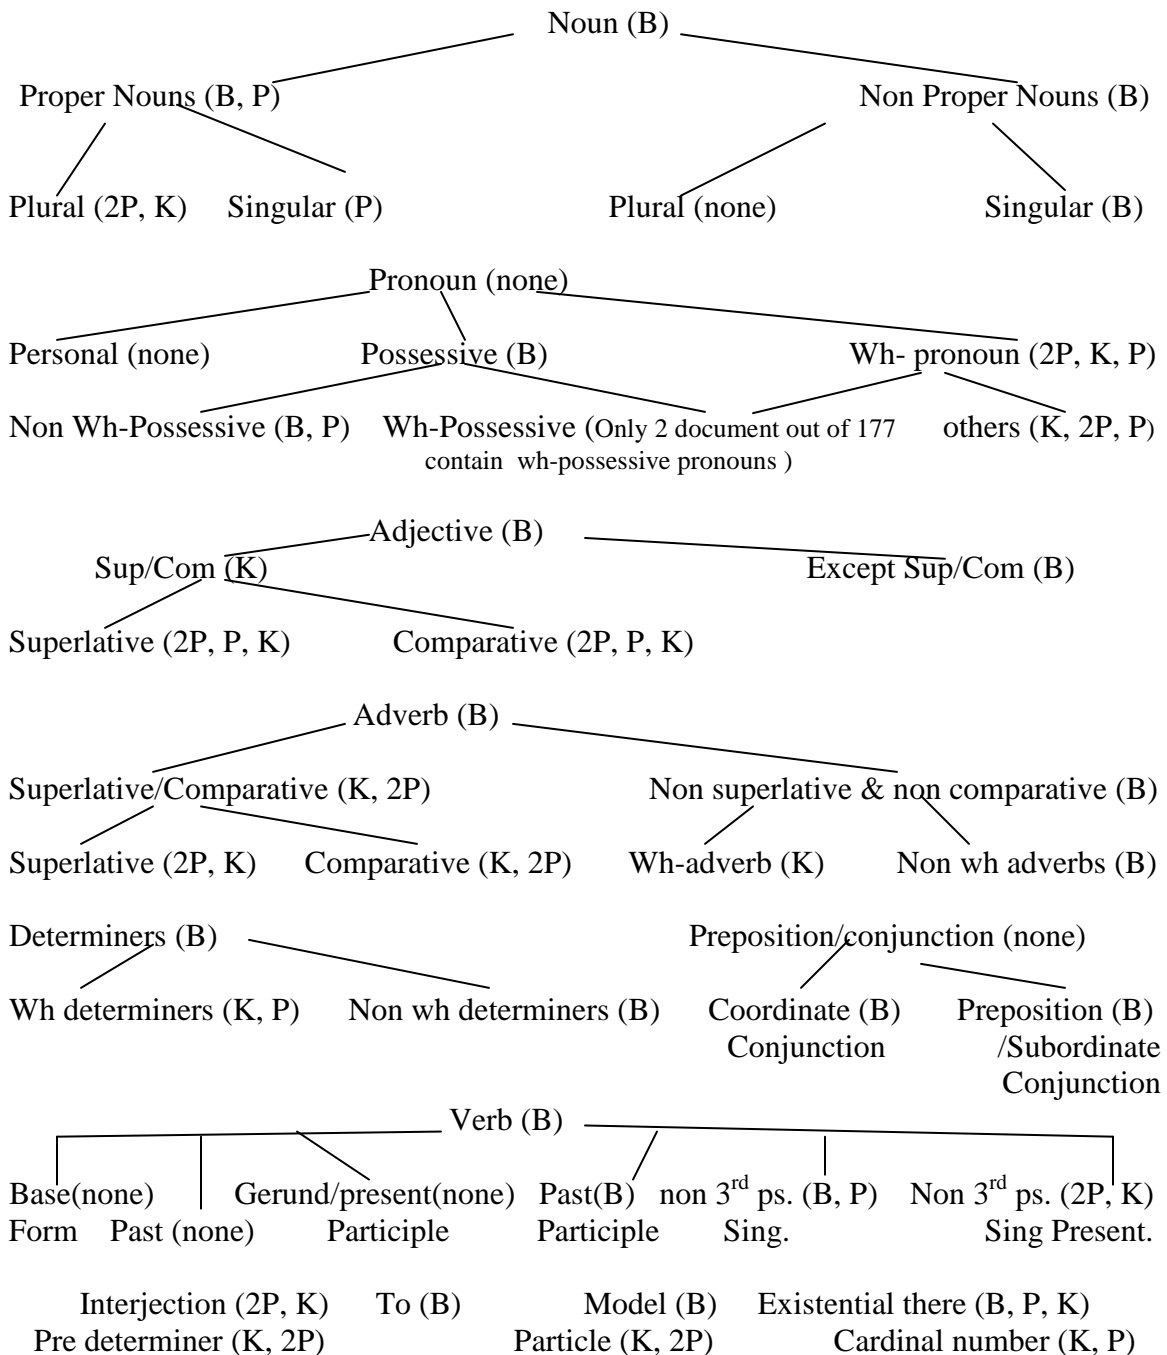 Noun (B)
Proper Nouns (B, P) Non Proper Nouns (B)
Plural (2P, K) Singular (P) Plural (none) Singular (B)
Pronoun (none)
Personal (none) Possessive (B) Wh- pronoun (2P, K, P)
Non Wh-Possessive (B, P) Wh-Possessive (Only 2 document out of 177 others (K, 2P, P)
contain wh-possessive pronouns )
Adjective (B)
Sup/Com (K) Except Sup/Com (B)
Superlative (2P, P, K) Comparative (2P, P, K)
Adverb (B)
Superlative/Comparative (K, 2P) Non superlative & non comparative (B)
Superlative (2P, K) Comparative (K, 2P) Wh-adverb (K) Non wh adverbs (B)
Determiners (B) Preposition/conjunction (none)
Wh determiners (K, P) Non wh determiners (B) Coordinate (B) Preposition (B)
Conjunction /Subordinate
Conjunction
Verb (B)
Base(none) Gerund/present(none) Past(B) non 3rd ps. (B, P) Non 3rd ps. (2P, K)
Form Past (none) Participle Participle Sing. Sing Present.
Interjection (2P, K) To (B) Model (B) Existential there (B, P, K)
Pre determiner (K, 2P) Particle (K, 2P) Cardinal number (K, P)